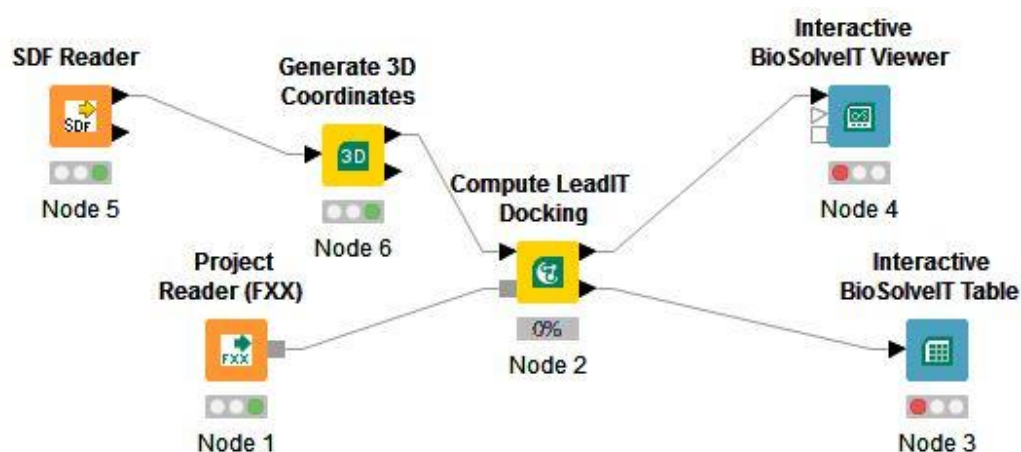 SDF Reader
SDF
Node 5
Generate 3D
Coordinates
3D
Node 6
Project
Reader (FXX)
FXX
Node 1
Compute LeadIT
Docking
0%
Node 2
Interactive
BioSolveIT Viewer
Node 4
Interactive
BioSolveIT Table
Node 3